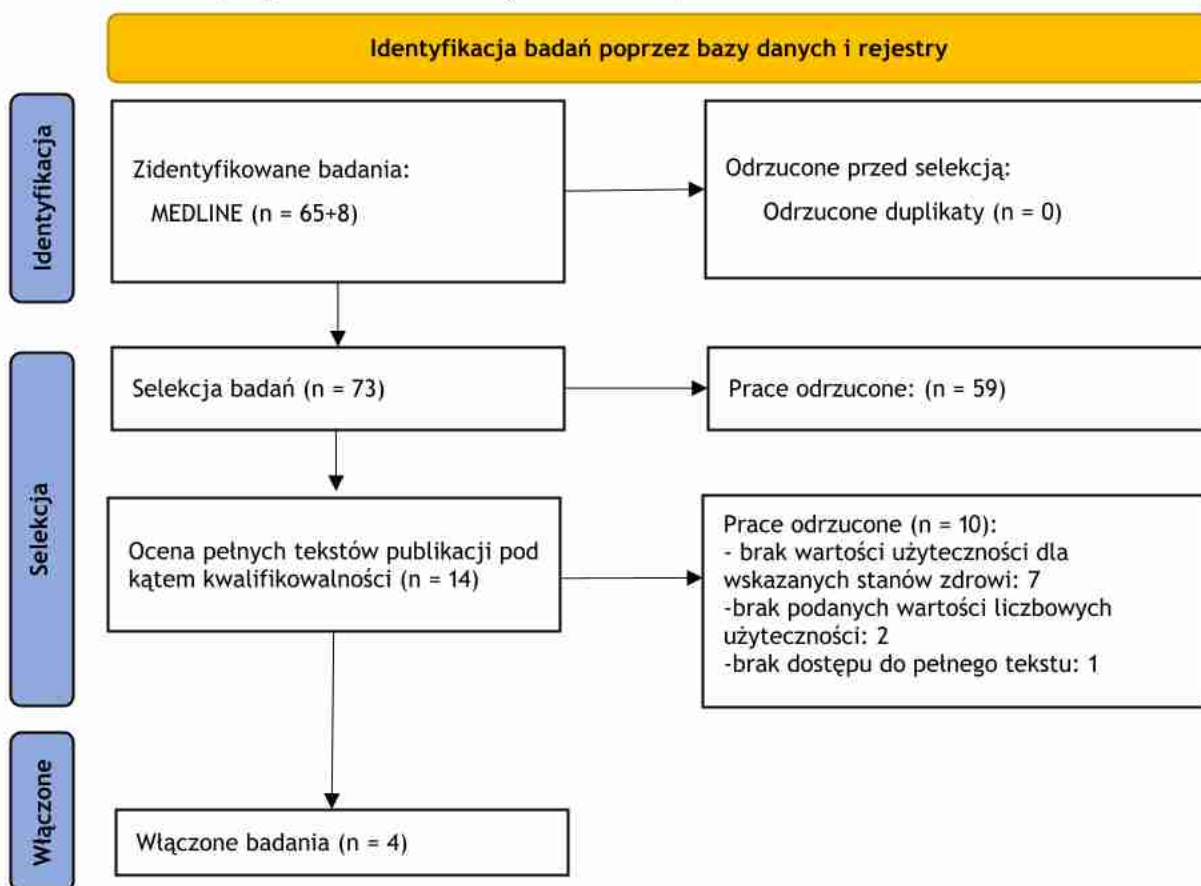 Identyfikacja badań poprzez bazy danych i rejestry
Identyfikacja
Zidentyfikowane badania:
MEDLINE (n = 65+8)
Odrzucone przed selekcją:
Odrzucone duplikaty (n = 0)
Selekcja
Selekcja badań (n = 73)
Prace odrzucone: (n = 59)
Ocena pełnych tekstów publikacji pod
kątem kwalifikowalności (n = 14)
Prace odrzucone (n = 10):
- brak wartości użyteczności dla
wskazanych stanów zdrowi: 7
-brak podanych wartości liczbowych
użyteczności: 2
-brak dostępu do pełnego tekstu: 1
Włączone
Włączone badania (n = 4)